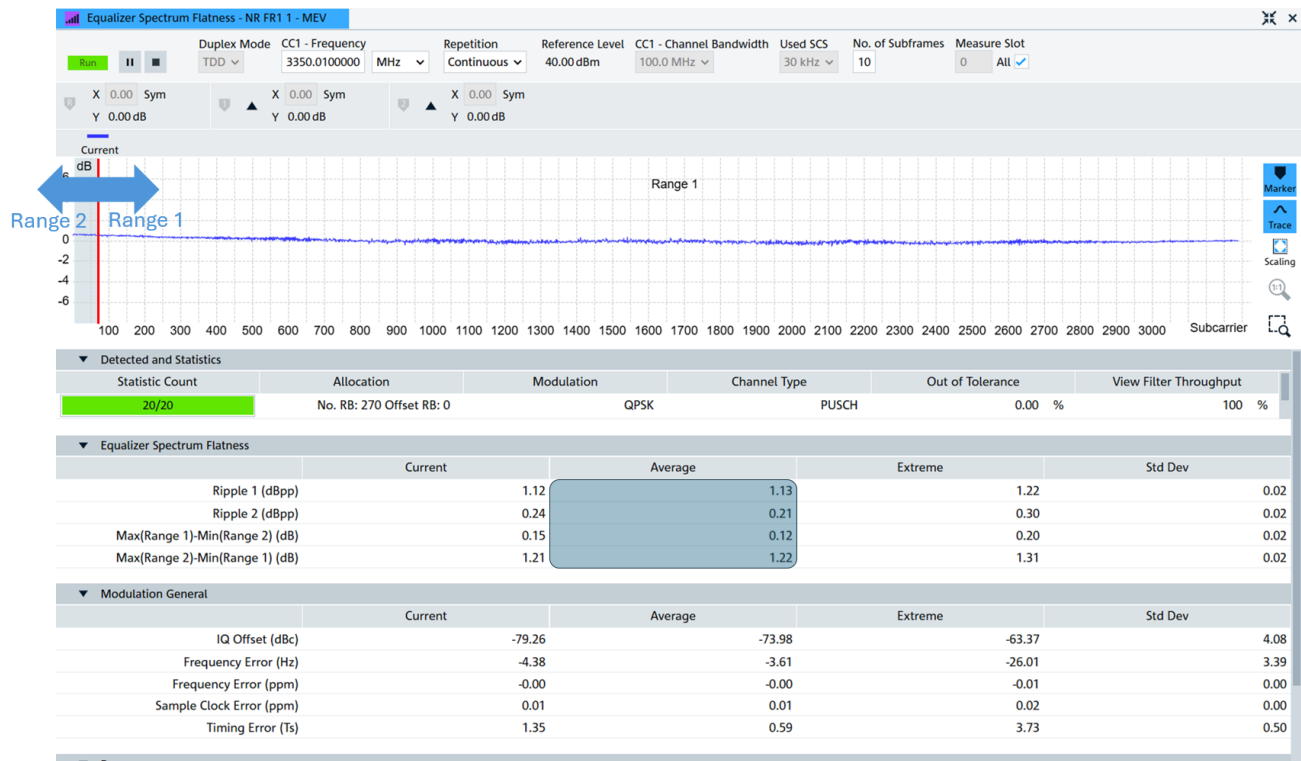 Equalizer Spectrum Flatness - NR FR1 1 - MEV
Duplex Mode CC1 - Frequency Repetition Reference Level CC1 - Channel Bandwidth Used SCS No. of Subframes Measure Slot
Run TDD 3350.0100000 MHz Continuous 40.00 dBm 100.0 MHz 30 kHz 10 0 All
R X 0.00 Sym 1 X 0.00 Sym 2 X 0.00 Sym
Y 0.00 dB Y 0.00 dB Y 0.00 dB
Current
dB
6
Range 1
Marker
Range 2 Range 1
Trace
0
-2
Scaling
-4
1:1
-6
100 200 300 400 500 600 700 800 900 1000 1100 1200 1300 1400 1500 1600 1700 1800 1900 2000 2100 2200 2300 2400 2500 2600 2700 2800 2900 3000 Subcarrier
Detected and Statistics
Statistic Count Allocation Modulation Channel Type Out of Tolerance View Filter Throughput
20/20 No. RB: 270 Offset RB: 0 QPSK PUSCH 0.00 % 100 %
Equalizer Spectrum Flatness
Current Average Extreme Std Dev
Ripple 1 (dBpp) 1.12 1.13 1.22 0.02
Ripple 2 (dBpp) 0.24 0.21 0.30 0.02
Max(Range 1)-Min(Range 2) (dB) 0.15 0.12 0.20 0.02
Max(Range 2)-Min(Range 1) (dB) 1.21 1.22 1.31 0.02
Modulation General
Current Average Extreme Std Dev
IQ Offset (dBc) -79.26 -73.98 -63.37 4.08
Frequency Error (Hz) -4.38 -3.61 -26.01 3.39
Frequency Error (ppm) -0.00 -0.00 -0.01 0.00
Sample Clock Error (ppm) 0.01 0.01 0.02 0.00
Timing Error (Ts) 1.35 0.59 3.73 0.50